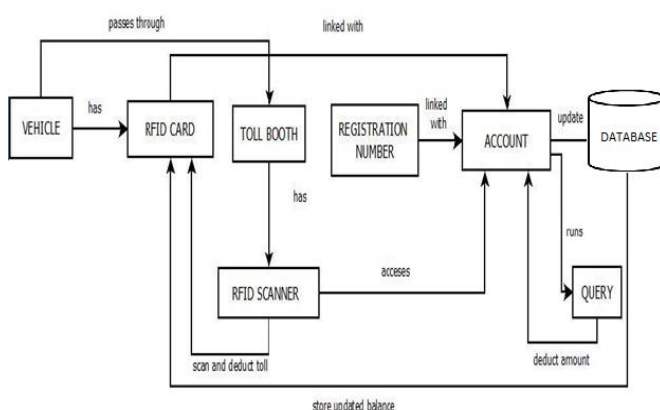 passes through
linked with
has
VEHICLE
RFID CARD
TOLL BOOTH
REGISTRATION
NUMBER
linked
with
ACCOUNT
update
DATABASE
has
runs
RFID SCANNER
acceses
QUERY
scan and deduct toll
deduct amount
store updated balance